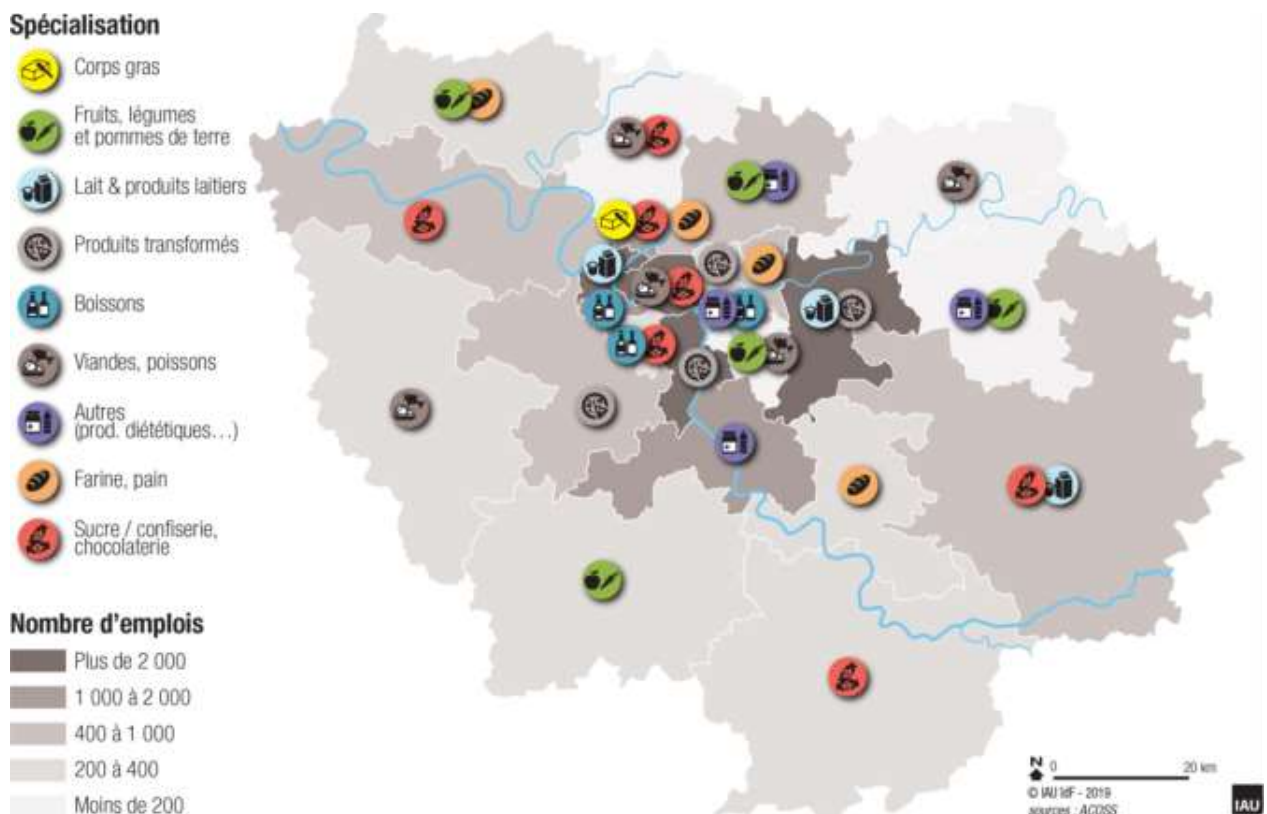 Spécialisation
Corps gras
Fruits, légumes
et pommes de terre
Lait & produits laitiers
Produits transformés
Boissons
Viandes, poissons
Autres
(prod. diététiques…)
Farine, pain
Sucre / confiserie,
chocolaterie
Nombre d'emplois
Plus de 2 000
1 000 à 2 000
400 à 1 000
200 à 400
Moins de 200
N 0 20 km
© IAU îdF - 2019
sources : ACOSS
IAU